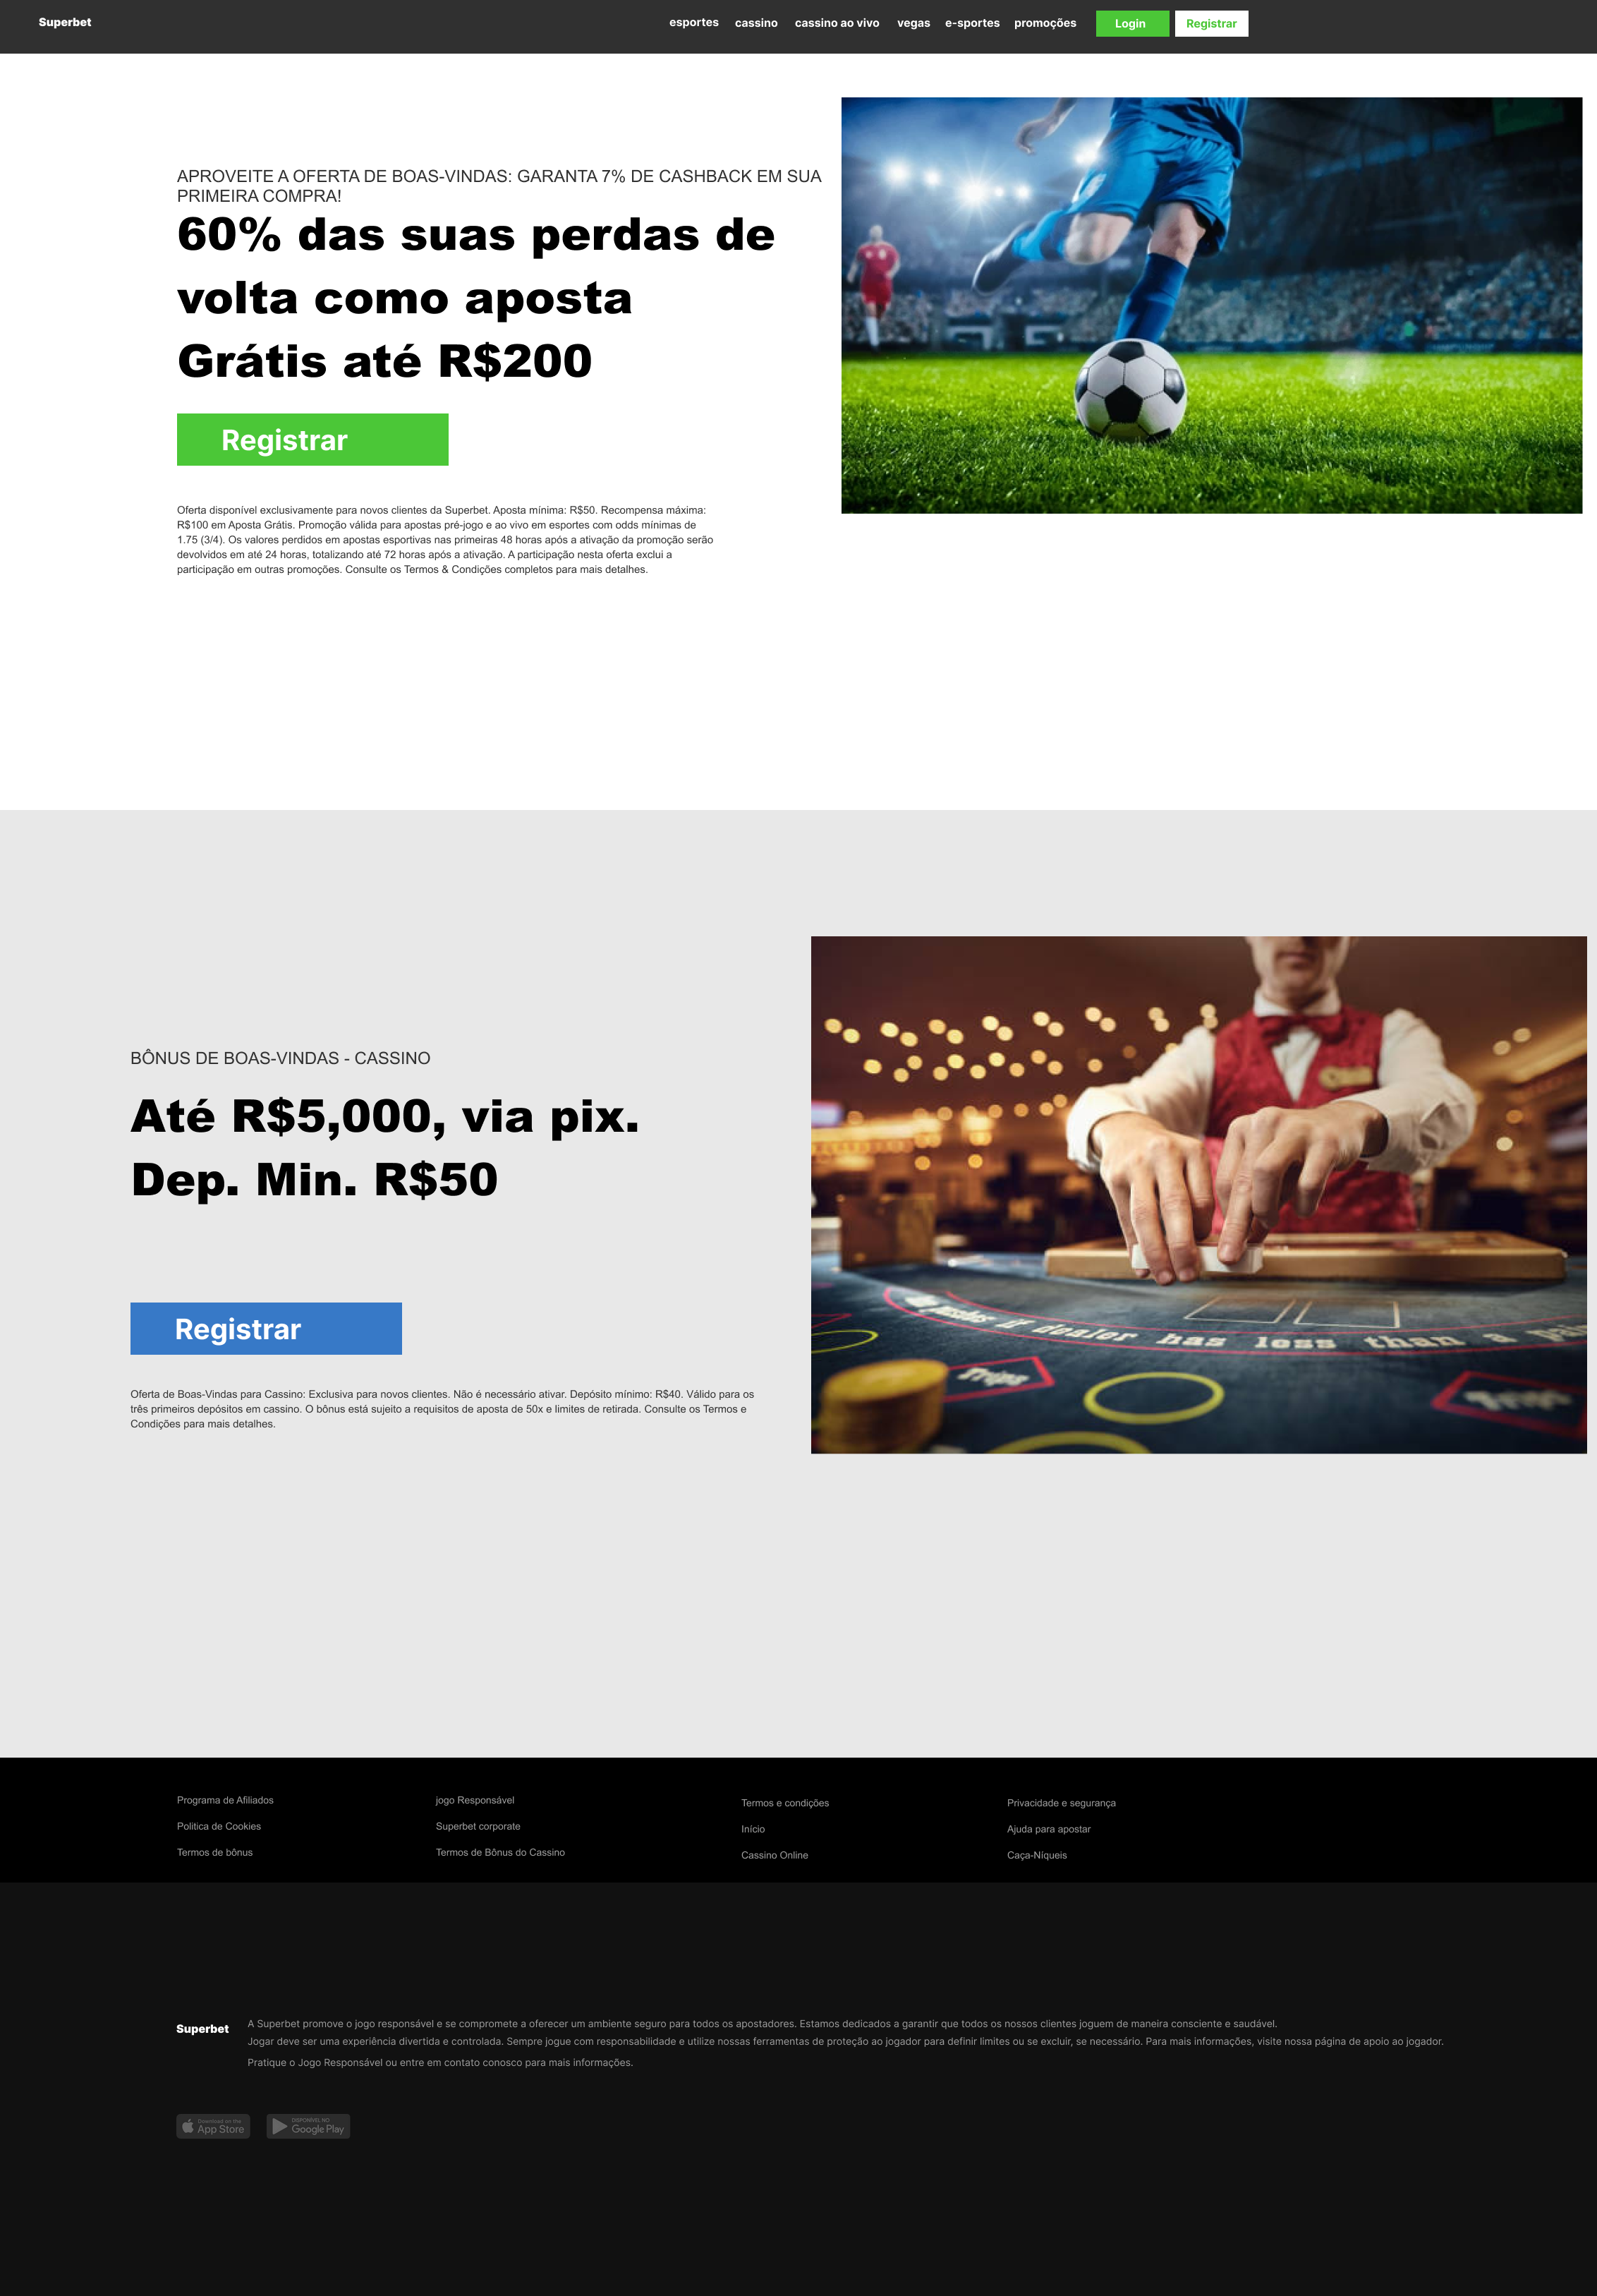 Superbet
esportes cassino cassino ao vivo vegas e-sportes promoções Login Registrar
APROVEITE A OFERTA DE BOAS-VINDAS: GARANTA 7% DE CASHBACK EM SUA
PRIMEIRA COMPRA!
60% das suas perdas de
volta como aposta
Grátis até R$200
Registrar
Oferta disponível exclusivamente para novos clientes da Superbet. Aposta mínima: R$50. Recompensa máxima:
R$100 em Aposta Grátis. Promoção válida para apostas pré-jogo e ao vivo em esportes com odds mínimas de
1.75 (3/4). Os valores perdidos em apostas esportivas nas primeiras 48 horas após a ativação da promoção serão
devolvidos em até 24 horas, totalizando até 72 horas após a ativação. A participação nesta oferta exclui a
participação em outras promoções. Consulte os Termos & Condições completos para mais detalhes.
BÔNUS DE BOAS-VINDAS - CASSINO
Até R$5,000, via pix.
Dep. Min. R$50
Registrar
Oferta de Boas-Vindas para Cassino: Exclusiva para novos clientes. Não é necessário ativar. Depósito mínimo: R$40. Válido para os
três primeiros depósitos em cassino. O bônus está sujeito a requisitos de aposta de 50x e limites de retirada. Consulte os Termos e
Condições para mais detalhes.
dealer has less than a
Trips
Programa de Afiliados
Politica de Cookies
Termos de bônus
jogo Responsável
Superbet corporate
Termos de Bônus do Cassino
Termos e condições
Início
Cassino Online
Privacidade e segurança
Ajuda para apostar
Caça-Níqueis
Superbet
A Superbet promove o jogo responsável e se compromete a oferecer um ambiente seguro para todos os apostadores. Estamos dedicados a garantir que todos os nossos clientes joguem de maneira consciente e saudável.
Jogar deve ser uma experiência divertida e controlada. Sempre jogue com responsabilidade e utilize nossas ferramentas de proteção ao jogador para definir limites ou se excluir, se necessário. Para mais informações, visite nossa página de apoio ao jogador.
Pratique o Jogo Responsável ou entre em contato conosco para mais informações.
Download on the
App Store
DISPONÍVEL NO
Google Play